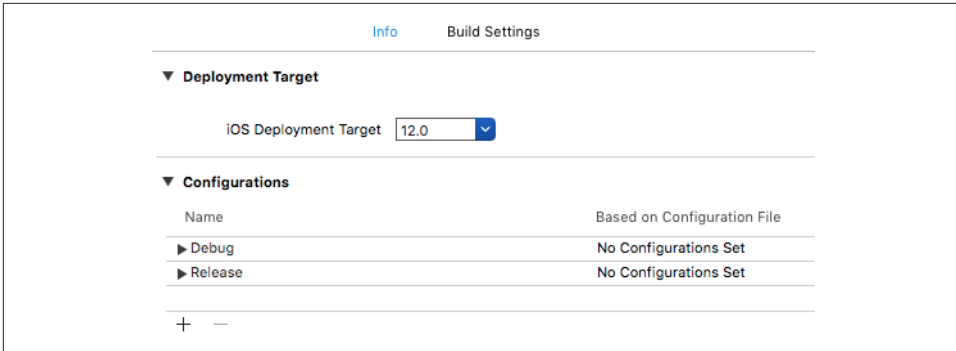 Info Build Settings
Deployment Target
iOS Deployment Target 12.0
Configurations
Name Based on Configuration File
Debug No Configurations Set
Release No Configurations Set